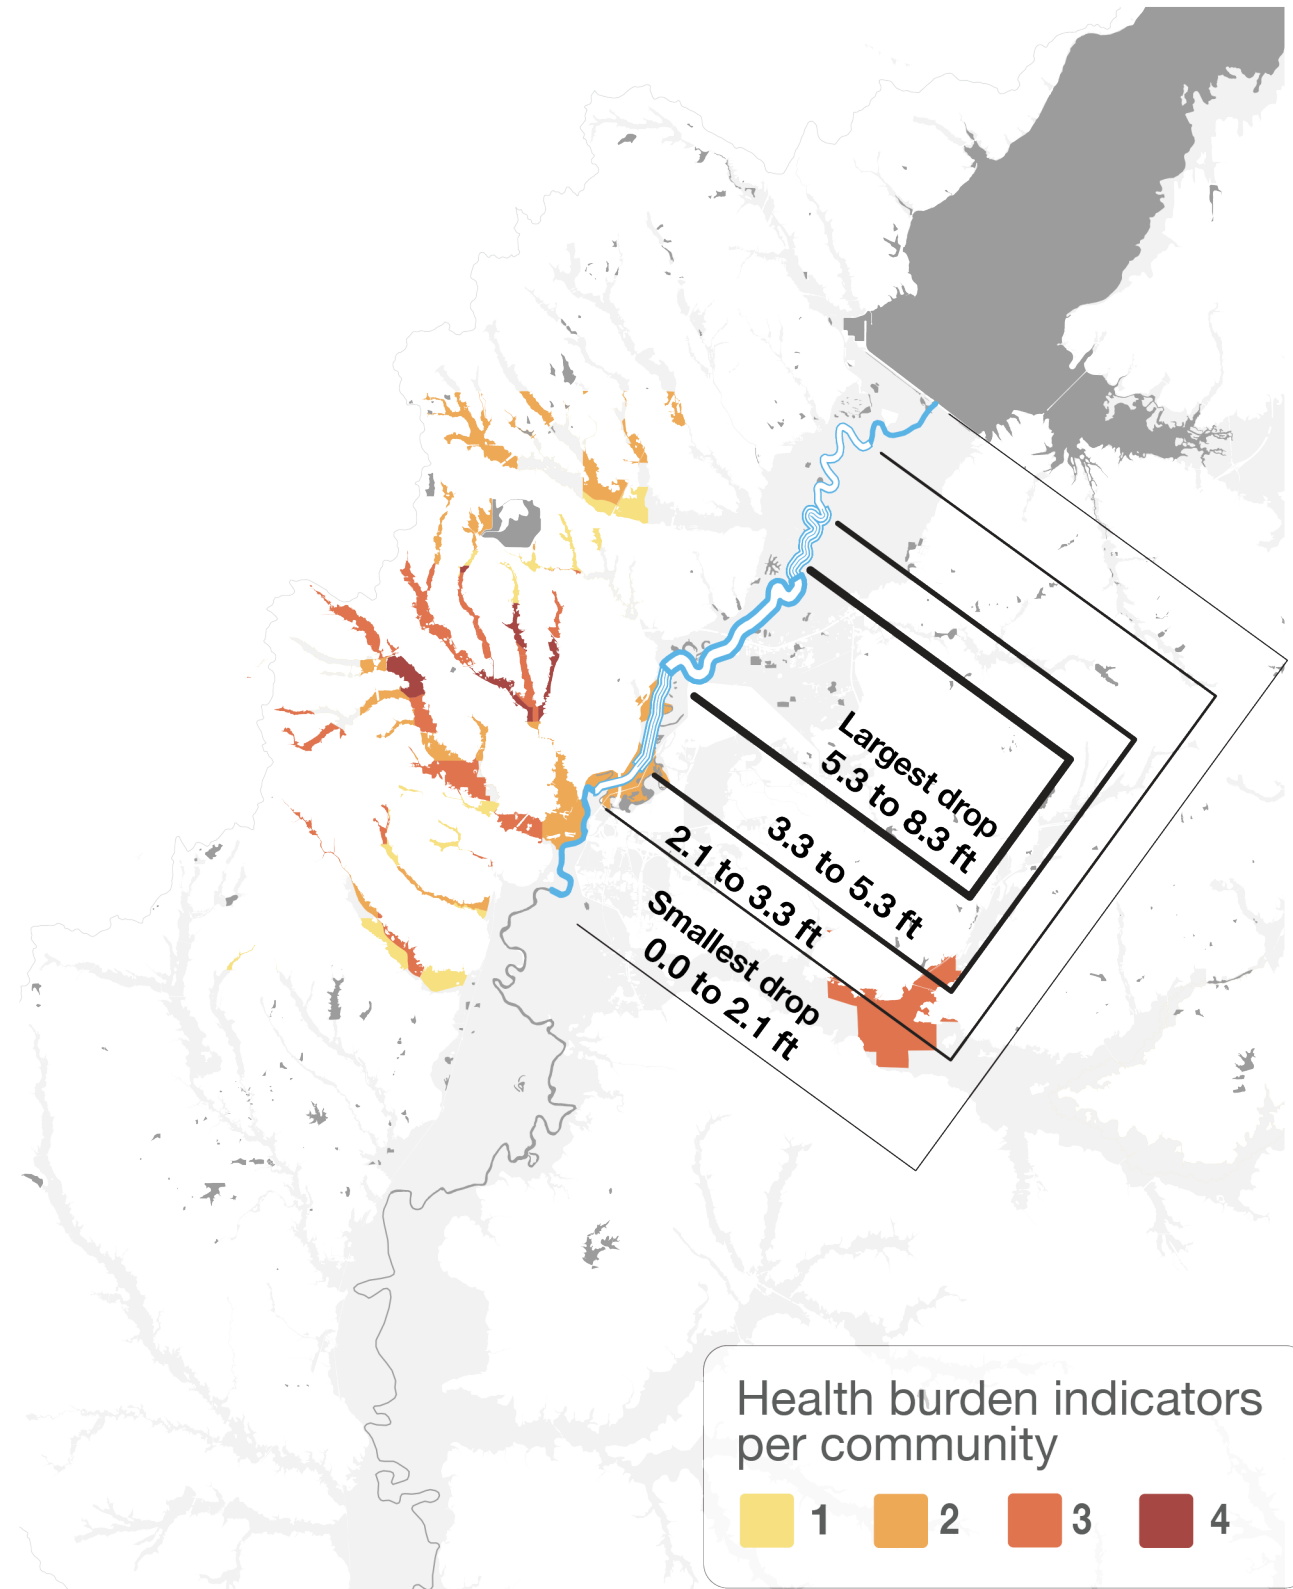 Largest drop
5.3 to 8.3 ft
3.3 to 5.3 ft
2.1 to 3.3 ft
Smallest drop
0.0 to 2.1 ft
Health burden indicators
per community
1 2 3 4